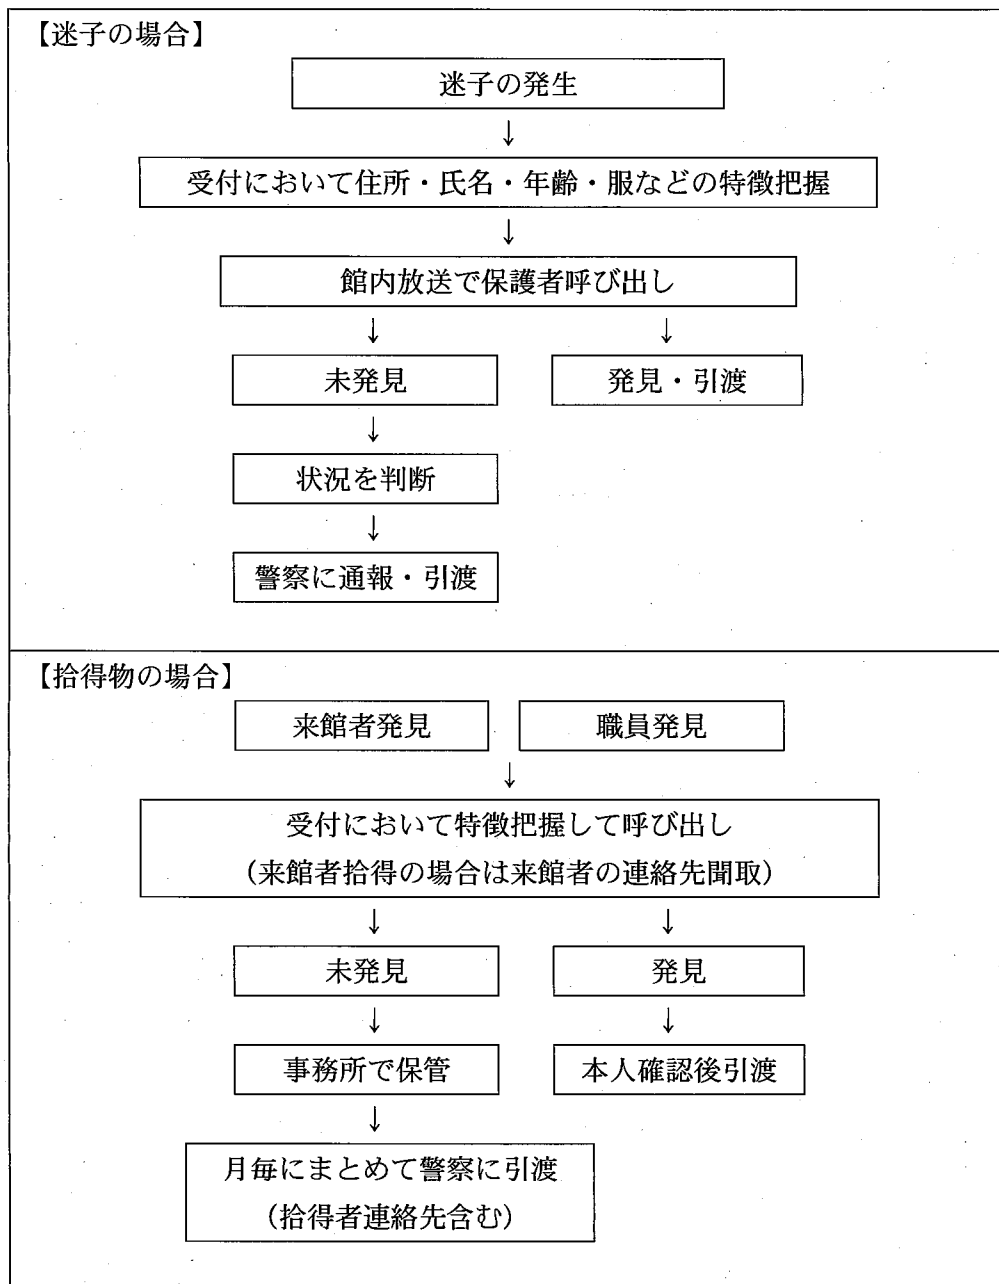 【迷子の場合】
迷子の発生
↓
受付において住所・氏名・年齢・服などの特徴把握
↓
館内放送で保護者呼び出し
↓ ↓
未発見 発見・引渡
↓
状況を判断
↓
警察に通報・引渡
【拾得物の場合】
来館者発見 職員発見
↓
受付において特徴把握して呼び出し
（来館者拾得の場合は来館者の連絡先聞取）
↓ ↓
未発見 発見
↓ ↓
事務所で保管 本人確認後引渡
↓
月毎にまとめて警察に引渡
（拾得者連絡先含む）